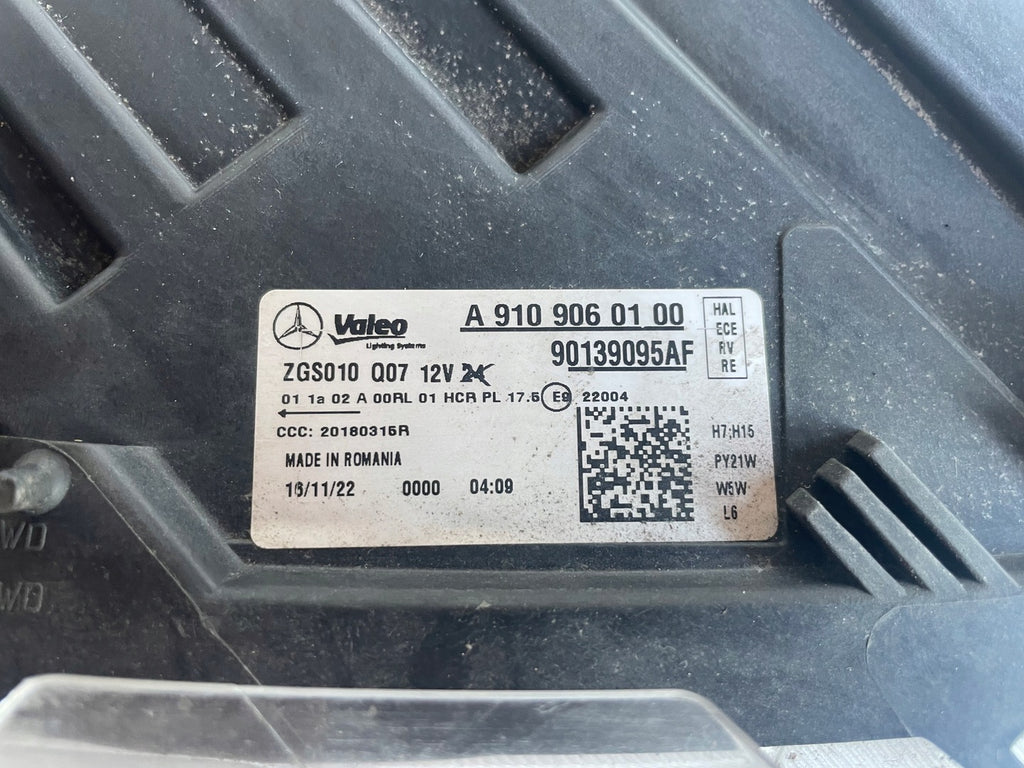 Valeo
Lighting Systems
A 910 906 01 00
90139095AF
HAL
ECE
RV
RE
ZGS010 Q07 12V 24
01 1a 02 A 00RL 01 HCR PL 17.5 E9 22004
CCC: 20180315R
MADE IN ROMANIA
16/11/22 0000 04:09
H7;H15
PY21W
W5W
L6
WD
WD